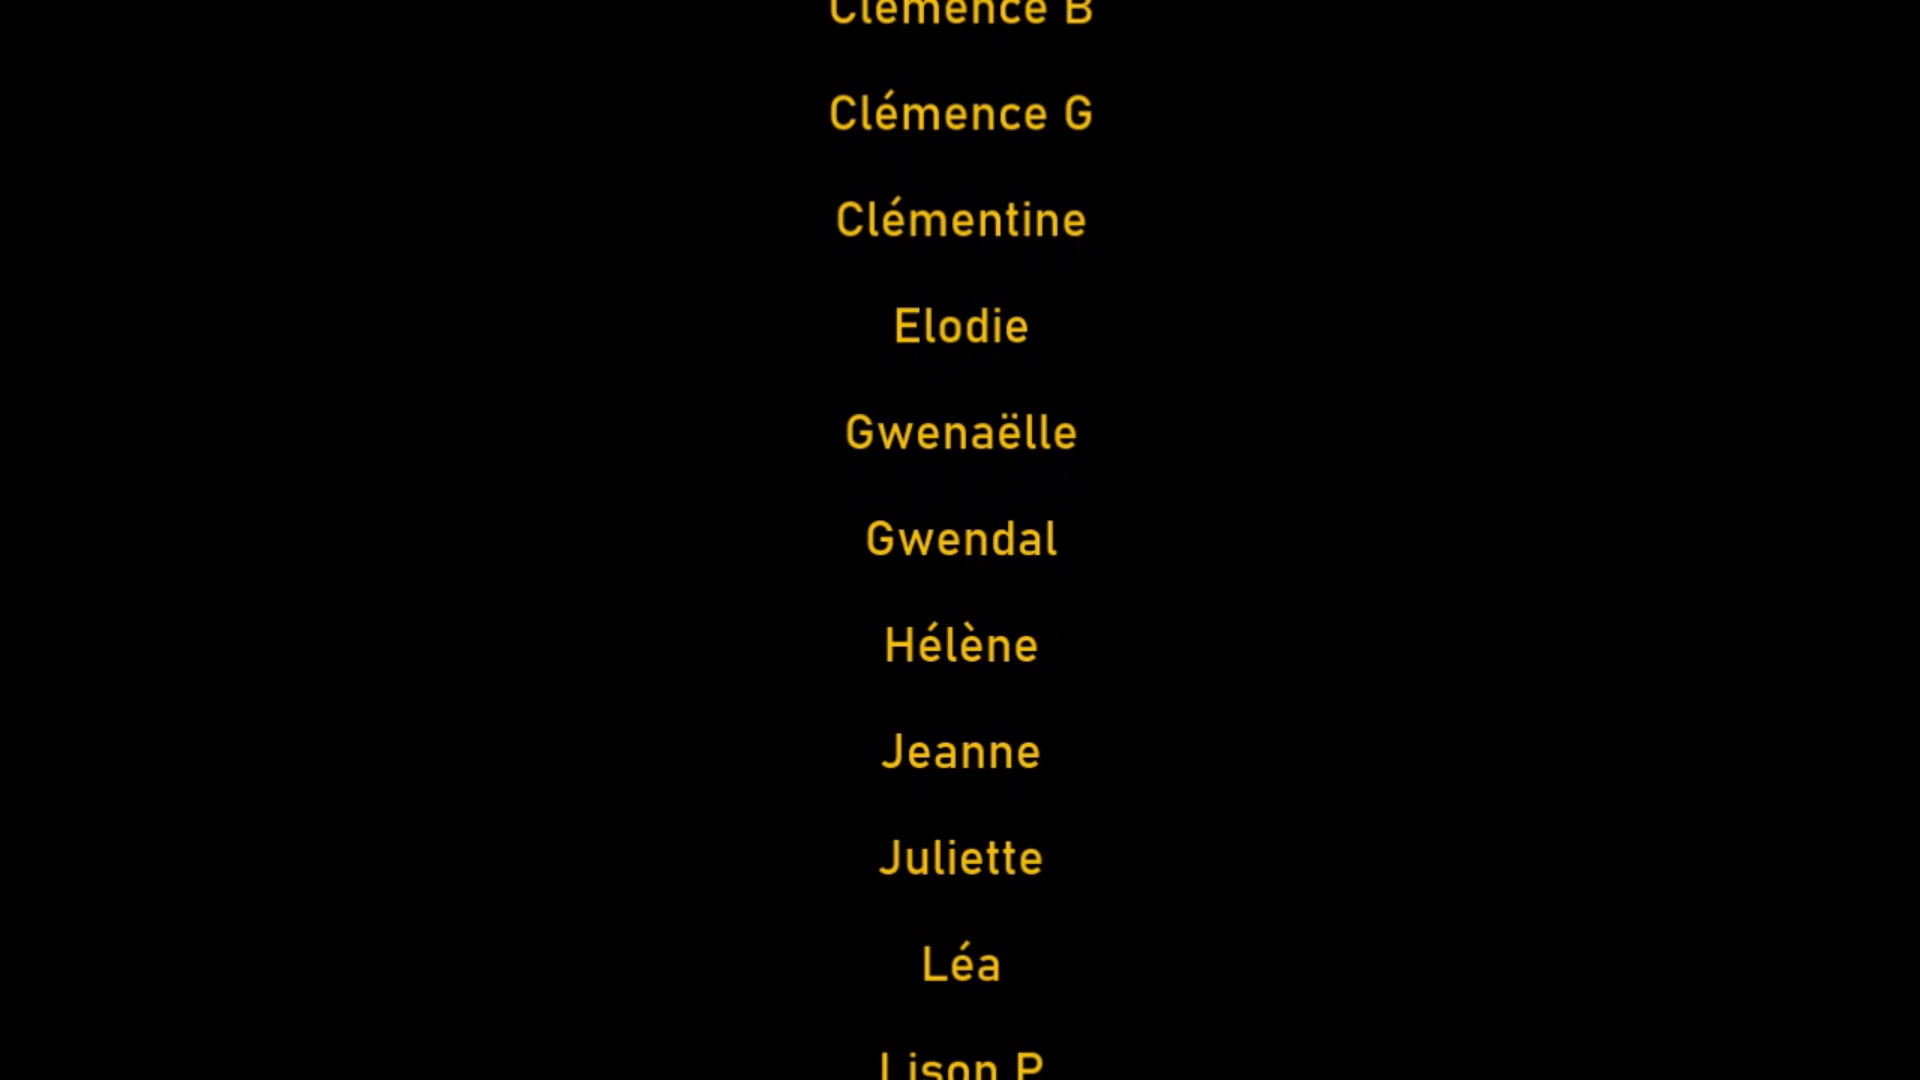 Clémence B
Clémence G
Clémentine
Elodie
Gwenaëlle
Gwendal
Hélène
Jeanne
Juliette
Léa
Lison P